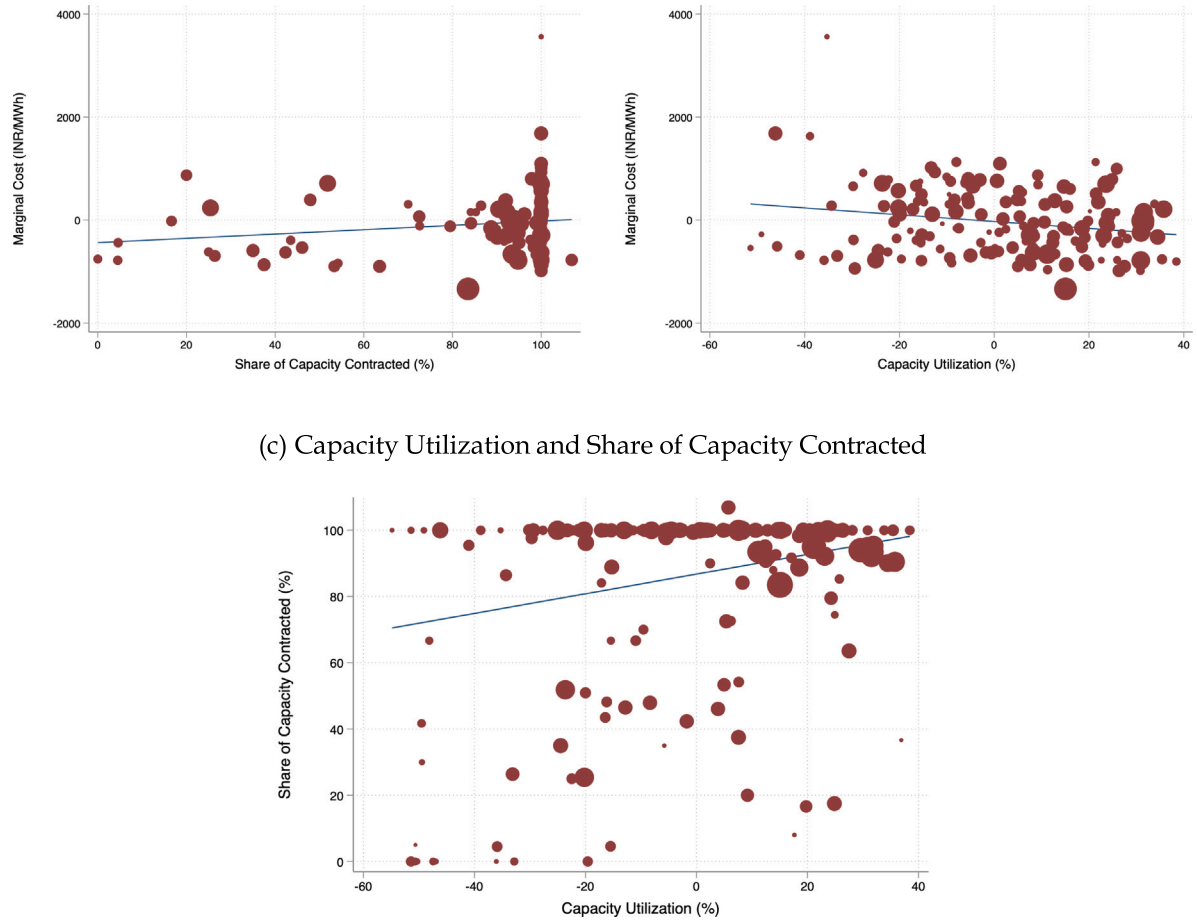 4000
2000
0
-2000
Marginal Cost (INR/MWh)
0 20 40 60 80 100
Share of Capacity Contracted (%)
4000
2000
0
-2000
Marginal Cost (INR/MWh)
-60 -40 -20 0 20 40
Capacity Utilization (%)
(c) Capacity Utilization and Share of Capacity Contracted
100
80
60
40
20
0
Share of Capacity Contracted (%)
-60 -40 -20 0 20 40
Capacity Utilization (%)